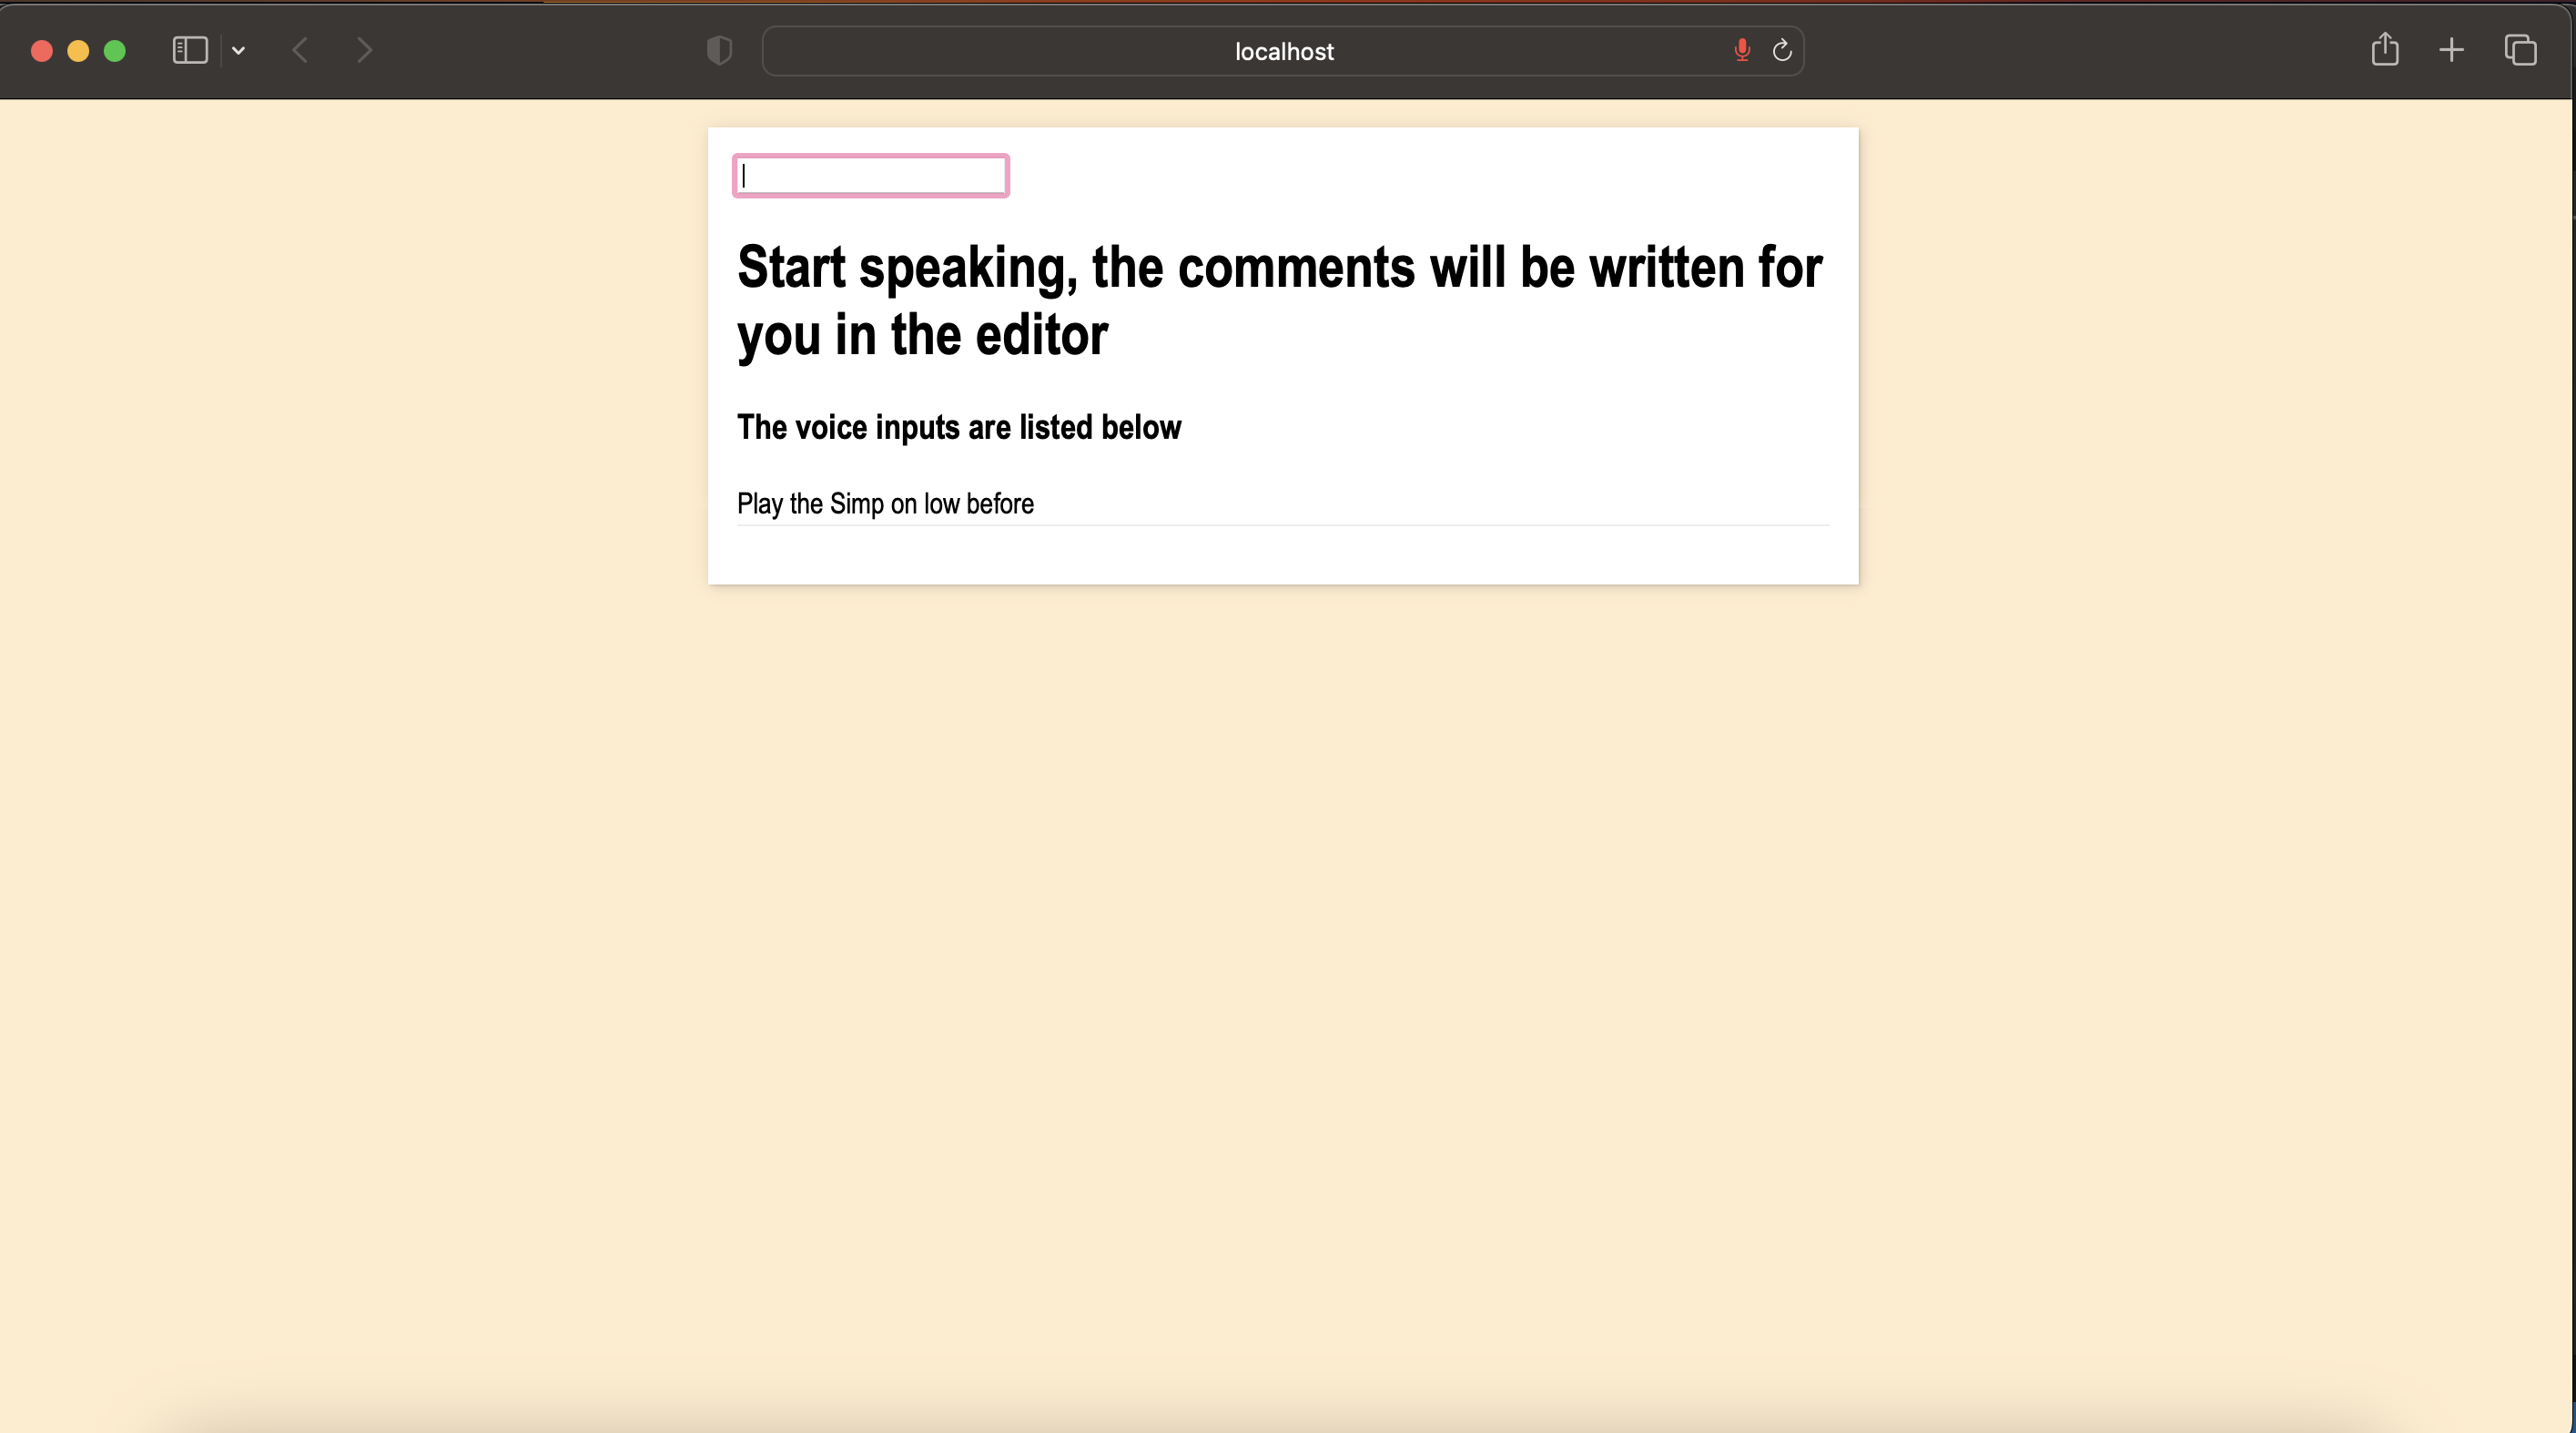 localhost
Start speaking, the comments will be written for
you in the editor
The voice inputs are listed below
Play the Simp on low before